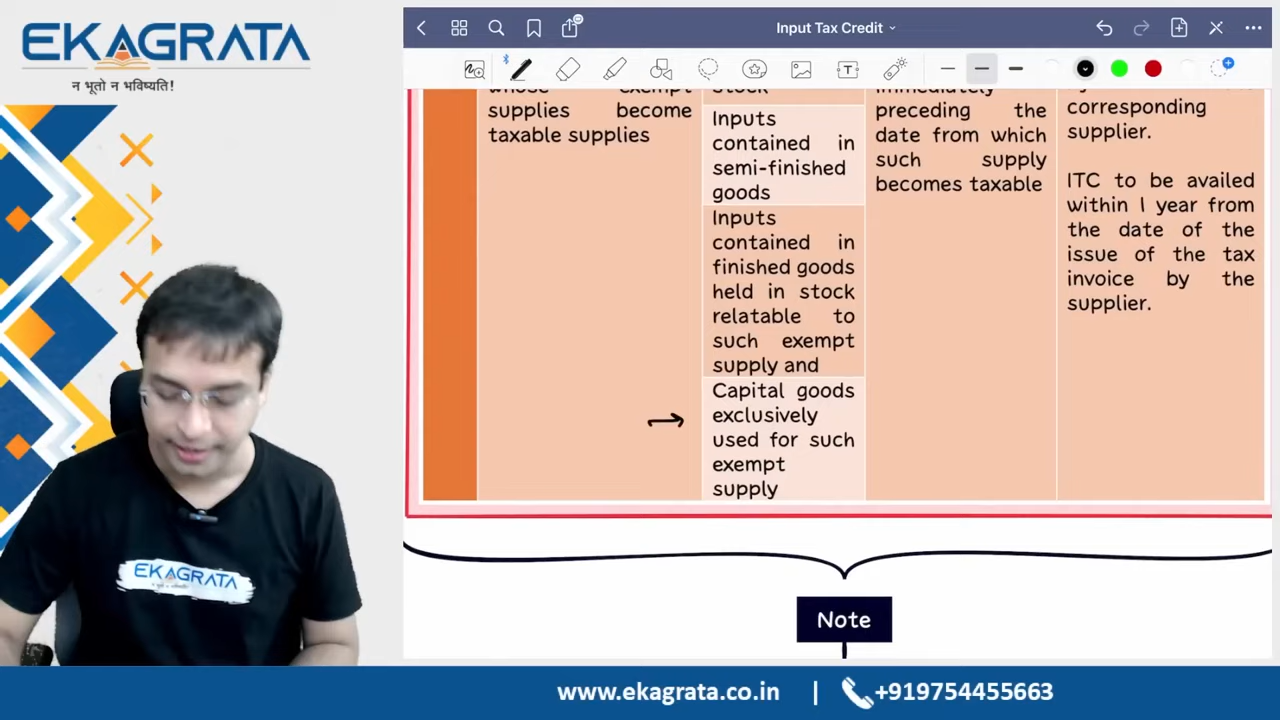 EKAGRATA
न भूतो न भविष्यति!
Input Tax Credit
whose exempt
supplies become
taxable supplies
stock
Inputs
contained in
semi-finished
goods
Inputs
contained in
finished goods
held in stock
relatable to
such exempt
supply and
Capital goods
exclusively
used for such
exempt
supply
immediately
preceding the
date from which
such supply
becomes taxable
corresponding
supplier.
ITC to be availed
within 1 year from
the date of the
issue of the tax
invoice by the
supplier.
Note
EKAGRATA
www.ekagrata.co.in | +919754455663